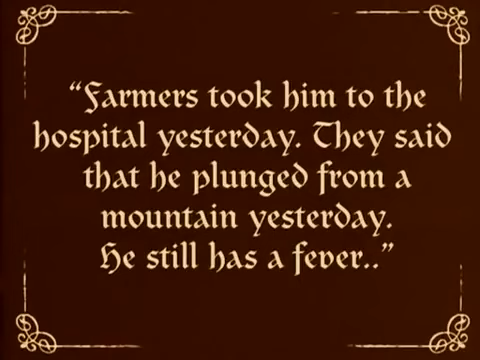 “Farmers took him to the
hospital yesterday. They said
that he plunged from a
mountain yesterday.
He still has a fever..”